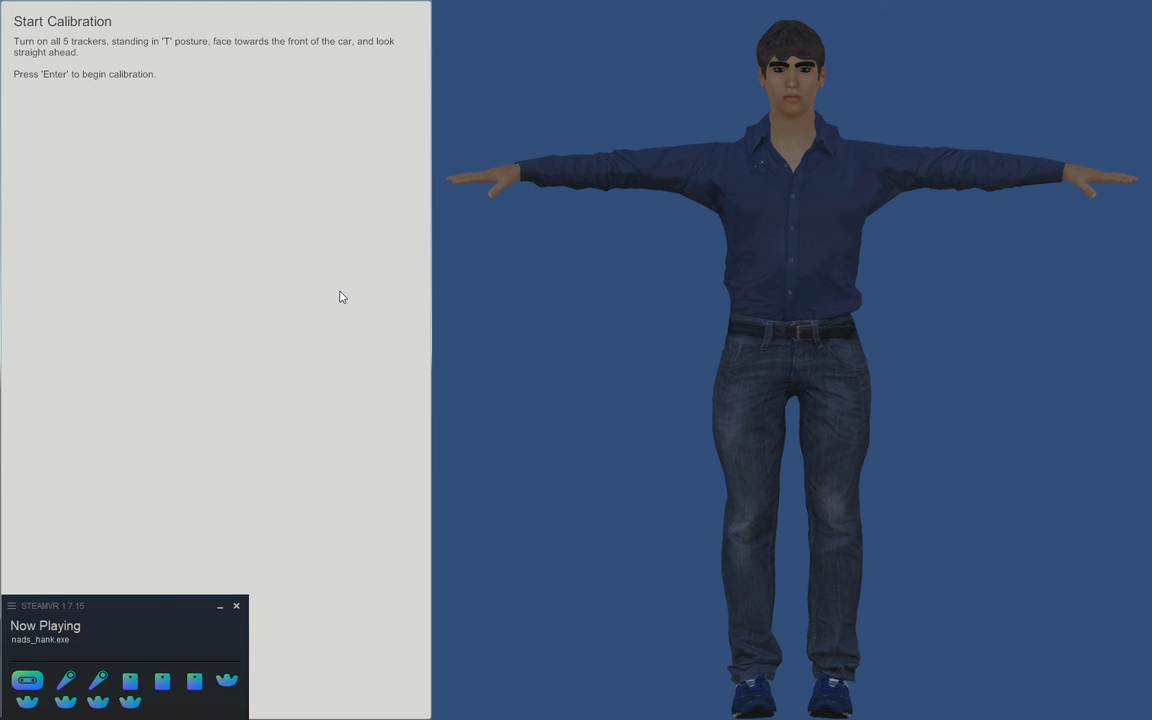 Start Calibration
Turn on all 5 trackers, standing in 'T' posture, face towards the front of the car, and look
straight ahead.
Press 'Enter' to begin calibration.
STEAMVR 1.7.15
Now Playing
nads_hank.exe